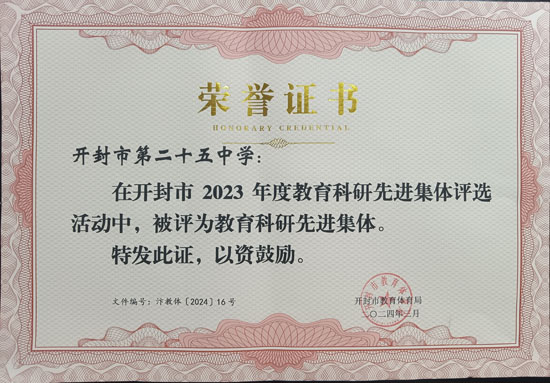 荣誉证书
HONORARY CREDENTIAL
开封市第二十五中学：
在开封市 2023 年度教育科研先进集体评选
活动中，被评为教育科研先进集体。
特发此证，以资鼓励。
文件编号：汴教体〔2024〕16号
开封市教育体育局
二〇二四年三月